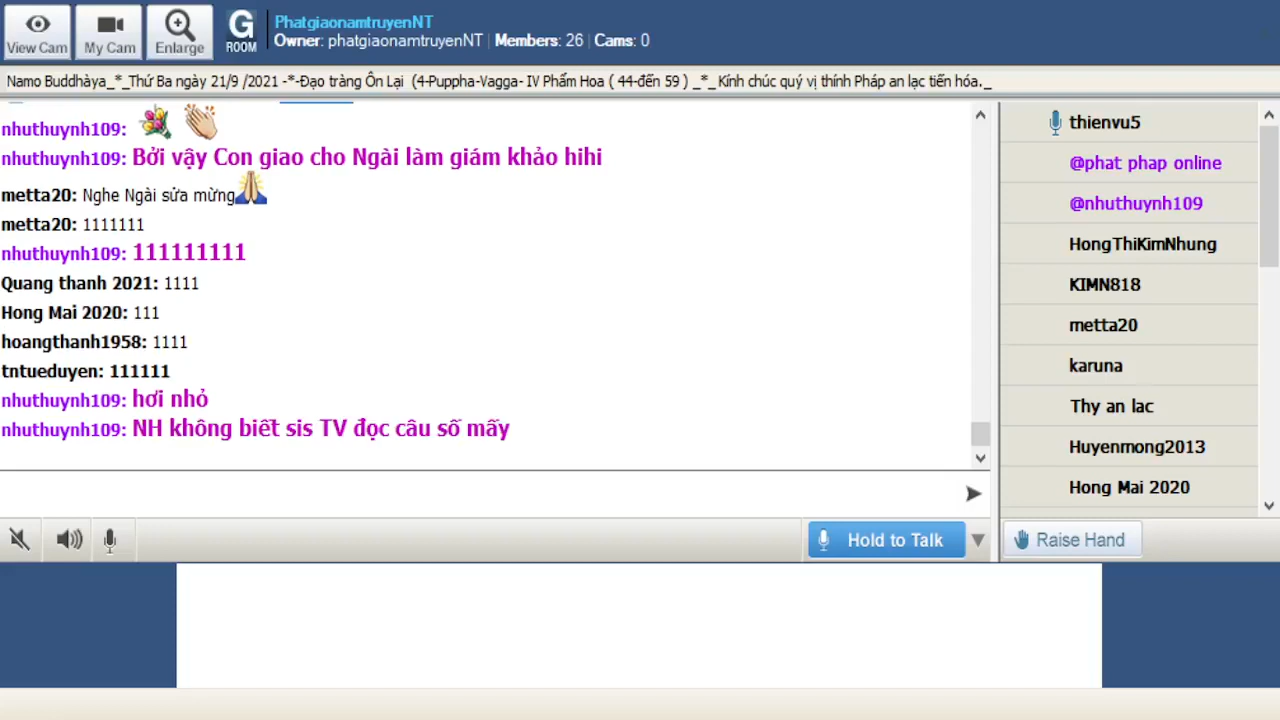 View Cam
My Cam
Enlarge
G
ROOM
PhatgiaonamtruyenNT
Owner: phatgiaonamtruyenNT | Members: 26 | Cams: 0
Namo Buddhàya_*_Thứ Ba ngày 21/9 /2021 -*-Đạo tràng Ôn Lại (4-Puppha-Vagga- IV Phẩm Hoa ( 44-đến 59 ) _*_ Kính chúc quý vị thính Pháp an lạc tiến hóa._
nhuthuynh109:
nhuthuynh109: Bởi vậy Con giao cho Ngài làm giám khảo hihi
metta20: Nghe Ngài sửa mừng
metta20: 1111111
nhuthuynh109: 111111111
Quang thanh 2021: 1111
Hong Mai 2020: 111
hoangthanh1958: 1111
tntueduyen: 111111
nhuthuynh109: hơi nhỏ
nhuthuynh109: NH không biết sis TV đọc câu số mấy
thienvu5
@phat phap online
@nhuthuynh109
HongThiKimNhung
KIMN818
metta20
karuna
Thy an lac
Huyenmong2013
Hong Mai 2020
Hold to Talk
Raise Hand